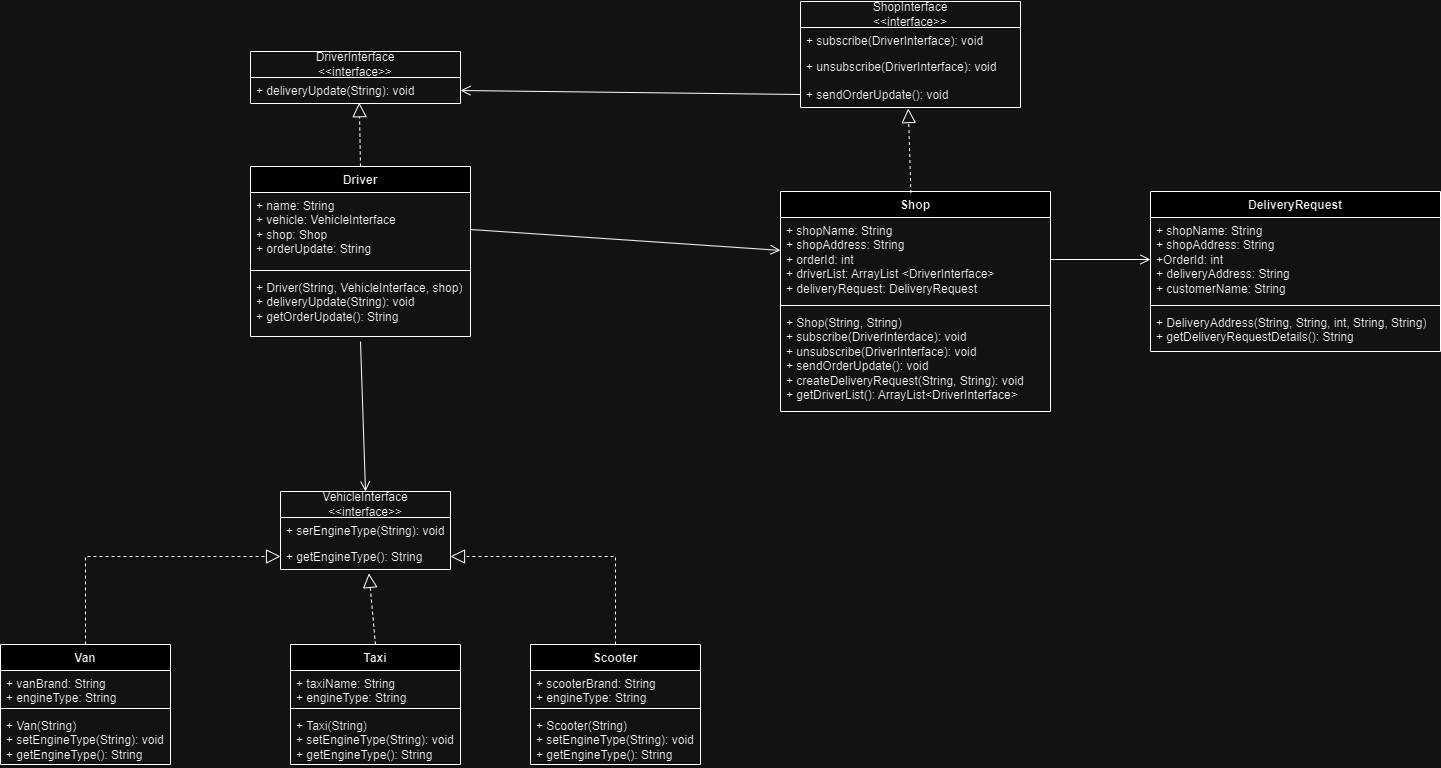 ShopInterface
<<interface>>
+ subscribe(DriverInterface): void
+ unsubscribe(DriverInterface): void
+ sendOrderUpdate(): void
DriverInterface
<<interface>>
+ deliveryUpdate(String): void
Driver
+ name: String
+ vehicle: VehicleInterface
+ shop: Shop
+ orderUpdate: String
+ Driver(String, VehicleInterface, shop)
+ deliveryUpdate(String): void
+ getOrderUpdate(): String
Shop
+ shopName: String
+ shopAddress: String
+ orderId: int
+ driverList: ArrayList <DriverInterface>
+ deliveryRequest: DeliveryRequest
+ Shop(String, String)
+ subscribe(DriverInterdace): void
+ unsubscribe(DriverInterface): void
+ sendOrderUpdate(): void
+ createDeliveryRequest(String, String): void
+ getDriverList(): ArrayList<DriverInterface>
DeliveryRequest
+ shopName: String
+ shopAddress: String
+OrderId: int
+ deliveryAddress: String
+ customerName: String
+ DeliveryAddress(String, String, int, String, String)
+ getDeliveryRequestDetails(): String
VehicleInterface
<<interface>>
+ serEngineType(String): void
+ getEngineType(): String
Van
+ vanBrand: String
+ engineType: String
+ Van(String)
+ setEngineType(String): void
+ getEngineType(): String
Taxi
+ taxiName: String
+ engineType: String
+ Taxi(String)
+ setEngineType(String): void
+ getEngineType(): String
Scooter
+ scooterBrand: String
+ engineType: String
+ Scooter(String)
+ setEngineType(String): void
+ getEngineType(): String